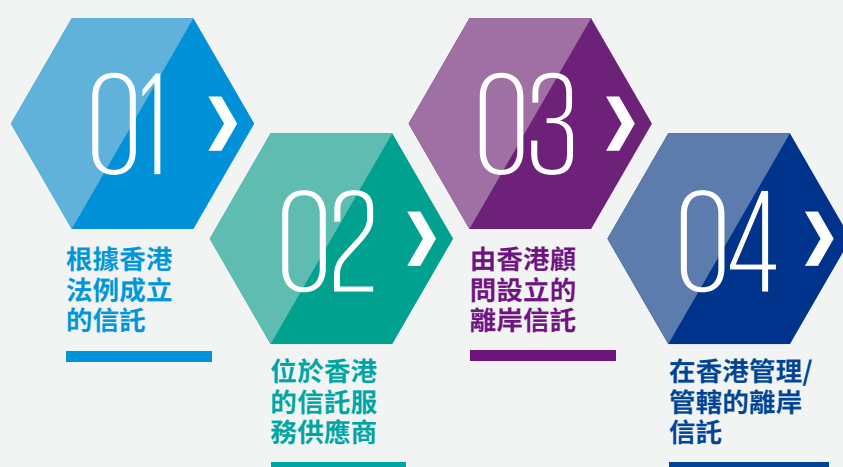 01
根據香港
法例成立
的信託
02
位於香港
的信託服
務供應商
03
由香港顧
問設立的
離岸信託
04
在香港管理/
管轄的離岸
信託